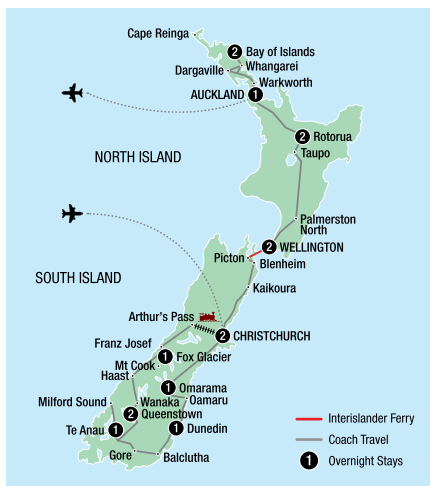 Cape Reinga
2
Bay of Islands
Whangarei
Dargaville
Warkworth
AUCKLAND
1
2
Rotorua
Taupo
NORTH ISLAND
Palmerston
North
2
WELLINGTON
Picton
Blenheim
SOUTH ISLAND
Kaikoura
Arthur's Pass
2
CHRISTCHURCH
Franz Josef
1
Fox Glacier
Mt Cook
Haast
1
Omarama
Oamaru
Milford Sound
Wanaka
2
Queenstown
Te Anau
1
1
Dunedin
Gore
Balclutha
Interislander Ferry
Coach Travel
1
Overnight Stays